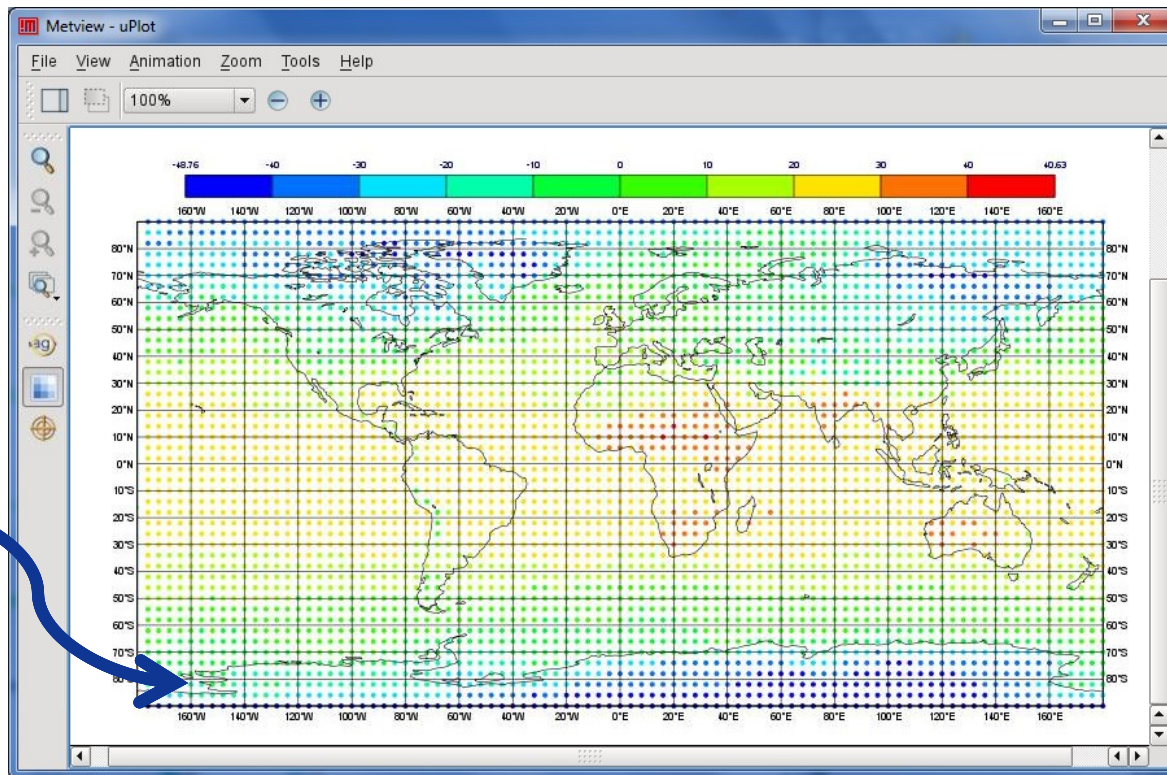 Metview - uPlot
File View Animation Zoom Tools Help
100%
-48.76 -40 -30 -20 -10 0 10 20 30 40 40.63
160°W 140°W 120°W 100°W 80°W 60°W 40°W 20°W 0°E 20°E 40°E 60°E 80°E 100°E 120°E 140°E 160°E
80°N 80°N
70°N 70°N
60°N 60°N
50°N 50°N
40°N 40°N
30°N 30°N
20°N 20°N
10°N 10°N
0°N 0°N
10°S 10°S
20°S 20°S
30°S 30°S
40°S 40°S
50°S 50°S
60°S 60°S
70°S 70°S
80°S 80°S
160°W 140°W 120°W 100°W 80°W 60°W 40°W 20°W 0°E 20°E 40°E 60°E 80°E 100°E 120°E 140°E 160°E